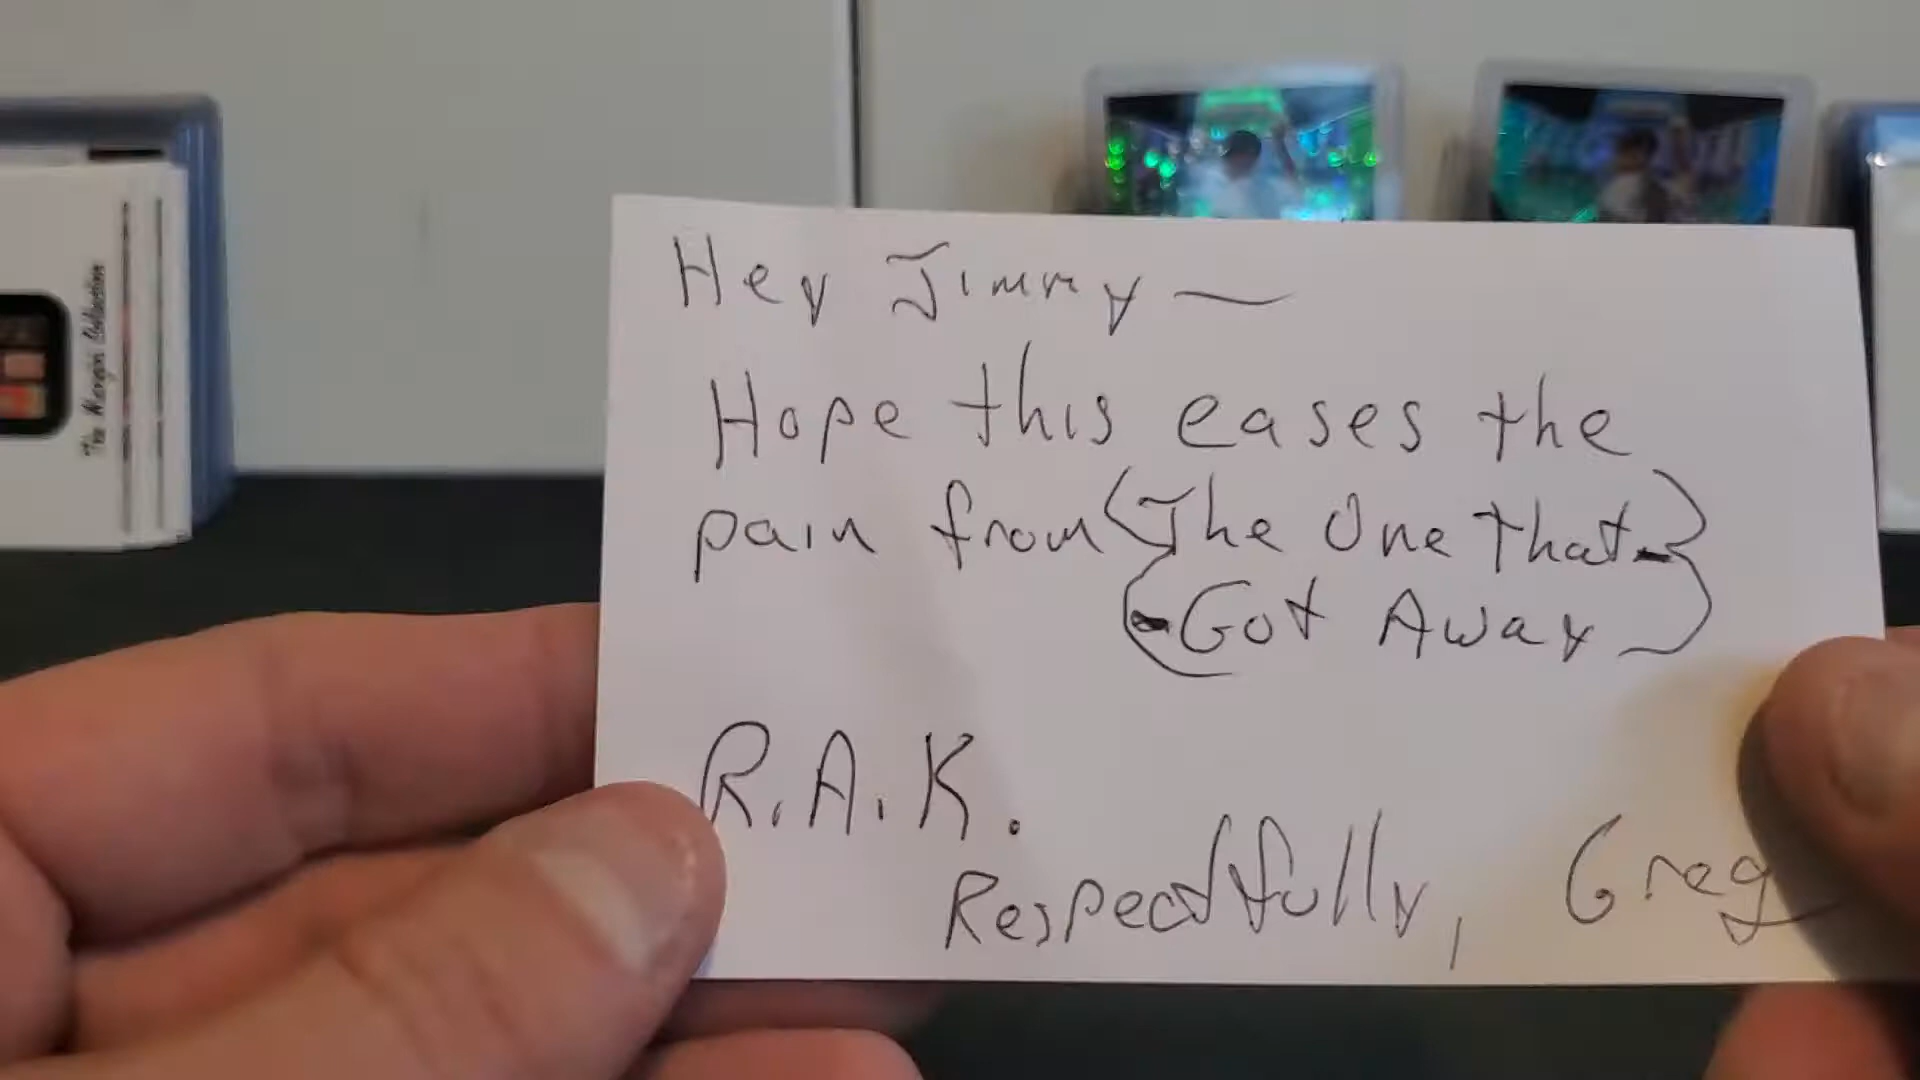 Hey Jimmy —
Hope this eases the
pain from (The One that-)
(-Got Away)
R.A.K.
Respectfully, Greg